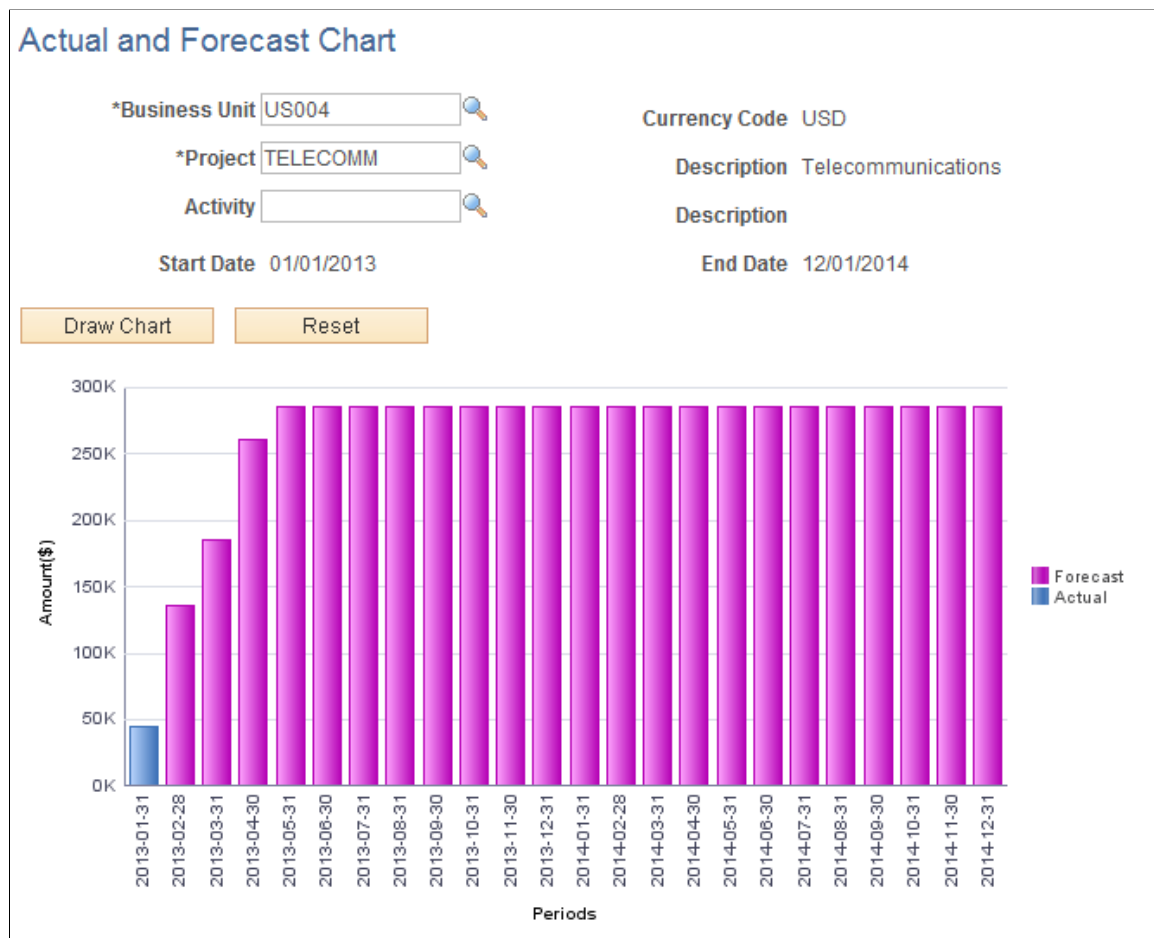 Actual and Forecast Chart
*Business Unit US004
Currency Code USD
*Project TELECOMM
Description Telecommunications
Activity
Description
Start Date 01/01/2013
End Date 12/01/2014
Draw Chart
Reset
300K
250K
200K
150K
100K
50K
0K
Amount($)
2013-01-31
2013-02-28
2013-03-31
2013-04-30
2013-05-31
2013-06-30
2013-07-31
2013-08-31
2013-09-30
2013-10-31
2013-11-30
2013-12-31
2014-01-31
2014-02-28
2014-03-31
2014-04-30
2014-05-31
2014-06-30
2014-07-31
2014-08-31
2014-09-30
2014-10-31
2014-11-30
2014-12-31
Periods
Forecast
Actual